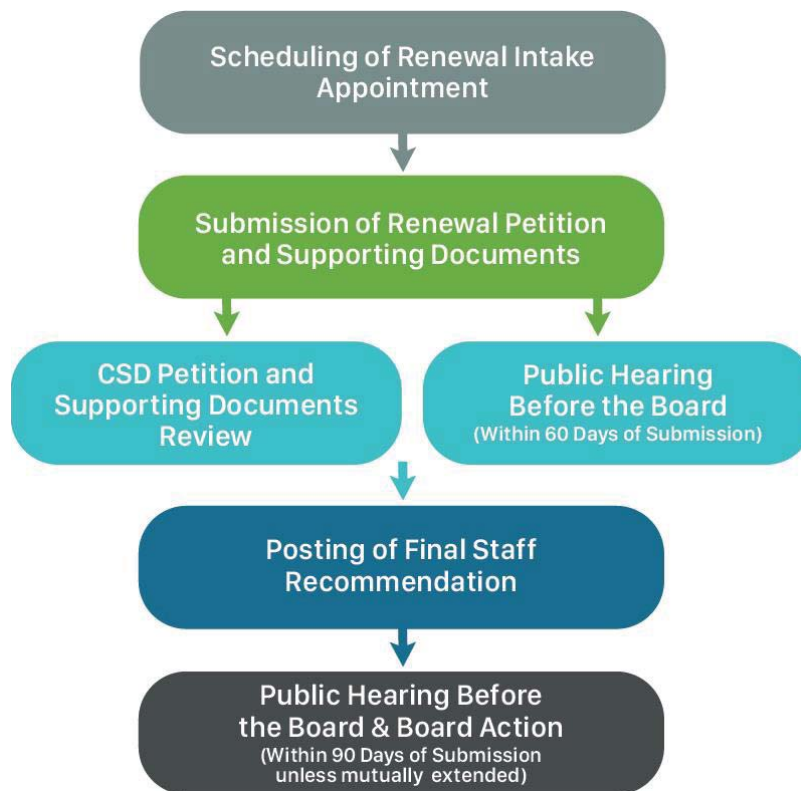 Scheduling of Renewal Intake
Appointment
Submission of Renewal Petition
and Supporting Documents
CSD Petition and
Supporting Documents
Review
Public Hearing
Before the Board
(Within 60 Days of Submission)
Posting of Final Staff
Recommendation
Public Hearing Before
the Board & Board Action
(Within 90 Days of Submission
unless mutually extended)